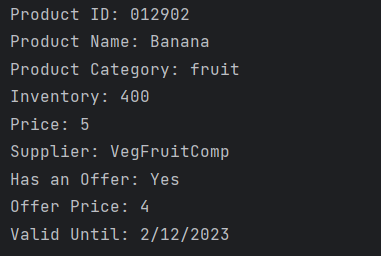 Product ID: 012902
Product Name: Banana
Product Category: fruit
Inventory: 400
Price: 5
Supplier: VegFruitComp
Has an Offer: Yes
Offer Price: 4
Valid Until: 2/12/2023